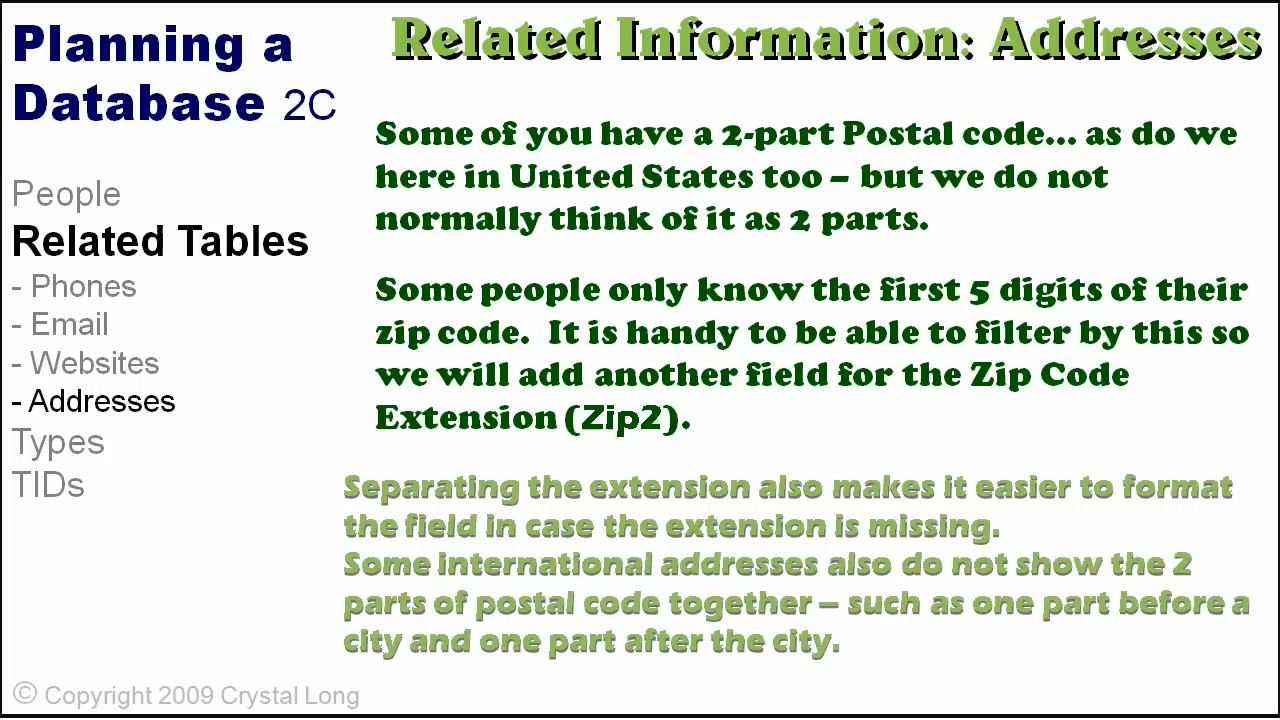 Planning a
Database 2C
People
Related Tables
- Phones
- Email
- Websites
- Addresses
Types
TIDs
Related Information: Addresses
Some of you have a 2-part Postal code... as do we
here in United States too – but we do not
normally think of it as 2 parts.
Some people only know the first 5 digits of their
zip code.  It is handy to be able to filter by this so
we will add another field for the Zip Code
Extension (Zip2).
Separating the extension also makes it easier to format
the field in case the extension is missing.
Some international addresses also do not show the 2
parts of postal code together – such as one part before a
city and one part after the city.
© Copyright 2009 Crystal Long